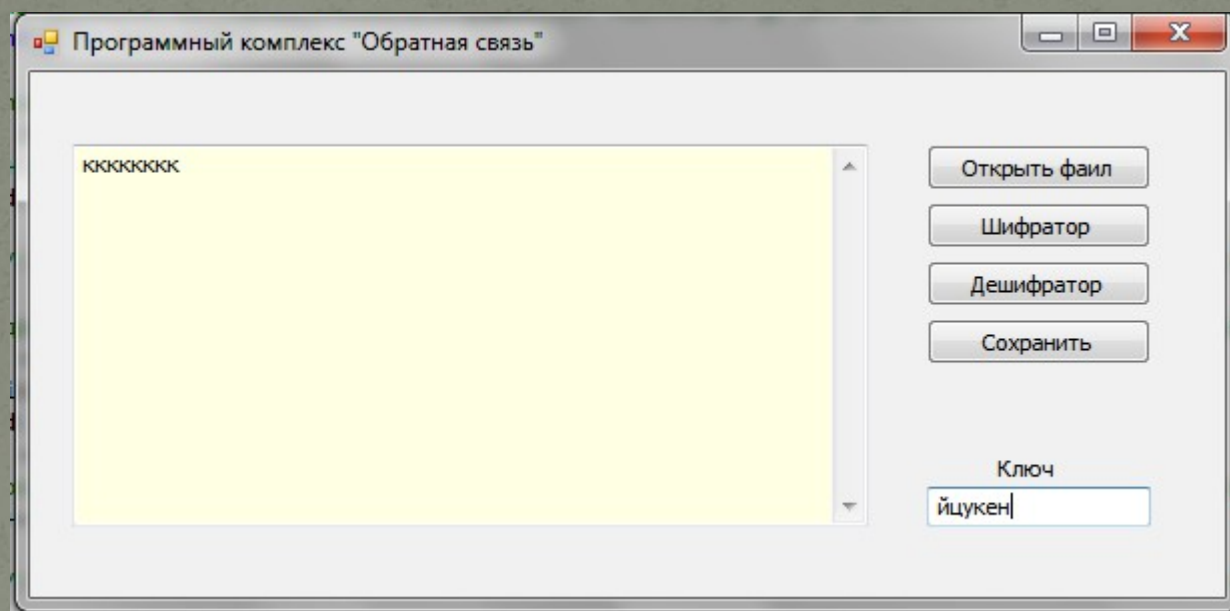 Программный комплекс "Обратная связь"
кккккккк
Открыть фаил
Шифратор
Дешифратор
Сохранить
Ключ
йцукен